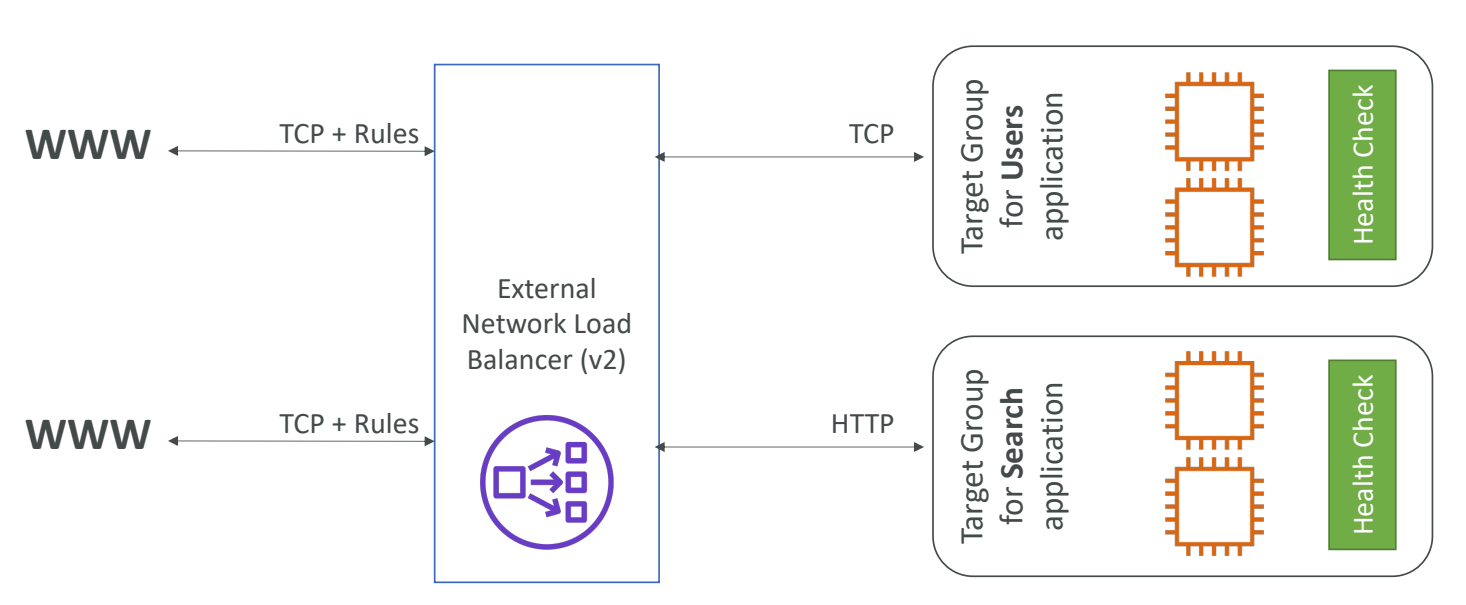 WWW
TCP + Rules
TCP
Target Group
for Users
application
Health Check
External
Network Load
Balancer (v2)
WWW
TCP + Rules
HTTP
Target Group
for Search
application
Health Check